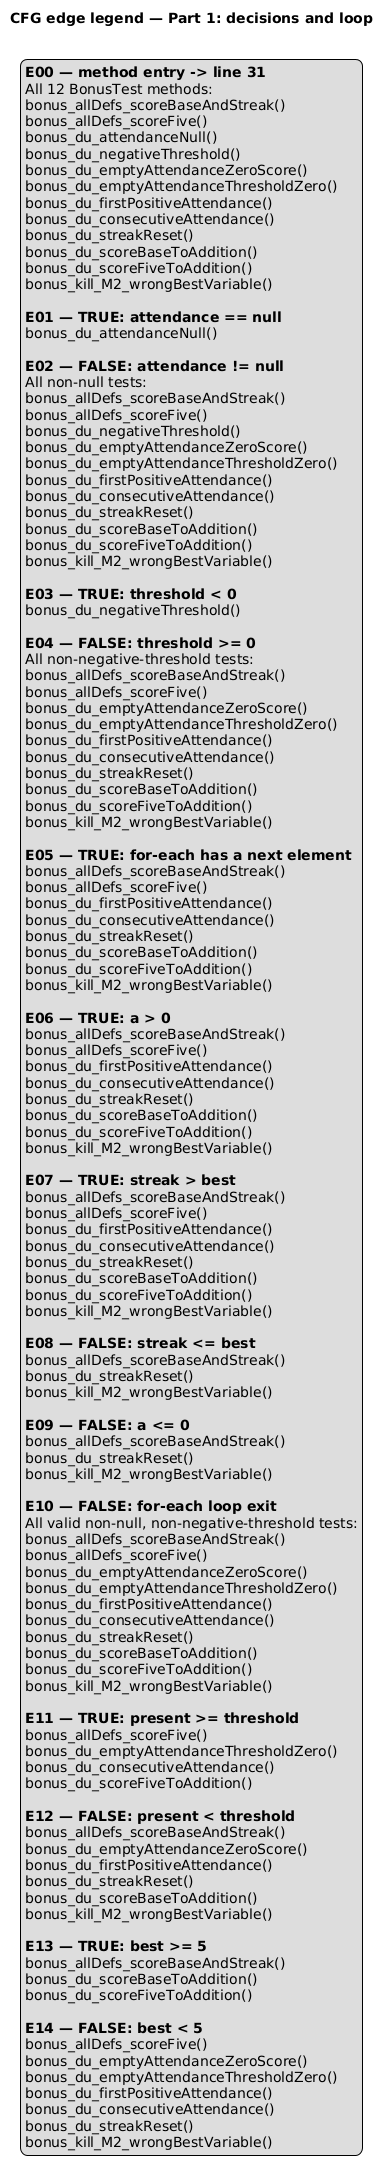 CFG edge legend — Part 1: decisions and loop
E00 — method entry -> line 31
All 12 BonusTest methods:
bonus_allDefs_scoreBaseAndStreak()
bonus_allDefs_scoreFive()
bonus_du_attendanceNull()
bonus_du_negativeThreshold()
bonus_du_emptyAttendanceZeroScore()
bonus_du_emptyAttendanceThresholdZero()
bonus_du_firstPositiveAttendance()
bonus_du_consecutiveAttendance()
bonus_du_streakReset()
bonus_du_scoreBaseToAddition()
bonus_du_scoreFiveToAddition()
bonus_kill_M2_wrongBestVariable()
E01 — TRUE: attendance == null
bonus_du_attendanceNull()
E02 — FALSE: attendance != null
All non-null tests:
bonus_allDefs_scoreBaseAndStreak()
bonus_allDefs_scoreFive()
bonus_du_negativeThreshold()
bonus_du_emptyAttendanceZeroScore()
bonus_du_emptyAttendanceThresholdZero()
bonus_du_firstPositiveAttendance()
bonus_du_consecutiveAttendance()
bonus_du_streakReset()
bonus_du_scoreBaseToAddition()
bonus_du_scoreFiveToAddition()
bonus_kill_M2_wrongBestVariable()
E03 — TRUE: threshold < 0
bonus_du_negativeThreshold()
E04 — FALSE: threshold >= 0
All non-negative-threshold tests:
bonus_allDefs_scoreBaseAndStreak()
bonus_allDefs_scoreFive()
bonus_du_emptyAttendanceZeroScore()
bonus_du_emptyAttendanceThresholdZero()
bonus_du_firstPositiveAttendance()
bonus_du_consecutiveAttendance()
bonus_du_streakReset()
bonus_du_scoreBaseToAddition()
bonus_du_scoreFiveToAddition()
bonus_kill_M2_wrongBestVariable()
E05 — TRUE: for-each has a next element
bonus_allDefs_scoreBaseAndStreak()
bonus_allDefs_scoreFive()
bonus_du_firstPositiveAttendance()
bonus_du_consecutiveAttendance()
bonus_du_streakReset()
bonus_du_scoreBaseToAddition()
bonus_du_scoreFiveToAddition()
bonus_kill_M2_wrongBestVariable()
E06 — TRUE: a > 0
bonus_allDefs_scoreBaseAndStreak()
bonus_allDefs_scoreFive()
bonus_du_firstPositiveAttendance()
bonus_du_consecutiveAttendance()
bonus_du_streakReset()
bonus_du_scoreBaseToAddition()
bonus_du_scoreFiveToAddition()
bonus_kill_M2_wrongBestVariable()
E07 — TRUE: streak > best
bonus_allDefs_scoreBaseAndStreak()
bonus_allDefs_scoreFive()
bonus_du_firstPositiveAttendance()
bonus_du_consecutiveAttendance()
bonus_du_streakReset()
bonus_du_scoreBaseToAddition()
bonus_du_scoreFiveToAddition()
bonus_kill_M2_wrongBestVariable()
E08 — FALSE: streak <= best
bonus_allDefs_scoreBaseAndStreak()
bonus_du_streakReset()
bonus_kill_M2_wrongBestVariable()
E09 — FALSE: a <= 0
bonus_allDefs_scoreBaseAndStreak()
bonus_du_streakReset()
bonus_kill_M2_wrongBestVariable()
E10 — FALSE: for-each loop exit
All valid non-null, non-negative-threshold tests:
bonus_allDefs_scoreBaseAndStreak()
bonus_allDefs_scoreFive()
bonus_du_emptyAttendanceZeroScore()
bonus_du_emptyAttendanceThresholdZero()
bonus_du_firstPositiveAttendance()
bonus_du_consecutiveAttendance()
bonus_du_streakReset()
bonus_du_scoreBaseToAddition()
bonus_du_scoreFiveToAddition()
bonus_kill_M2_wrongBestVariable()
E11 — TRUE: present >= threshold
bonus_allDefs_scoreFive()
bonus_du_emptyAttendanceThresholdZero()
bonus_du_consecutiveAttendance()
bonus_du_scoreFiveToAddition()
E12 — FALSE: present < threshold
bonus_allDefs_scoreBaseAndStreak()
bonus_du_emptyAttendanceZeroScore()
bonus_du_firstPositiveAttendance()
bonus_du_streakReset()
bonus_du_scoreBaseToAddition()
bonus_kill_M2_wrongBestVariable()
E13 — TRUE: best >= 5
bonus_allDefs_scoreBaseAndStreak()
bonus_du_scoreBaseToAddition()
bonus_du_scoreFiveToAddition()
E14 — FALSE: best < 5
bonus_allDefs_scoreFive()
bonus_du_emptyAttendanceZeroScore()
bonus_du_emptyAttendanceThresholdZero()
bonus_du_firstPositiveAttendance()
bonus_du_consecutiveAttendance()
bonus_du_streakReset()
bonus_kill_M2_wrongBestVariable()